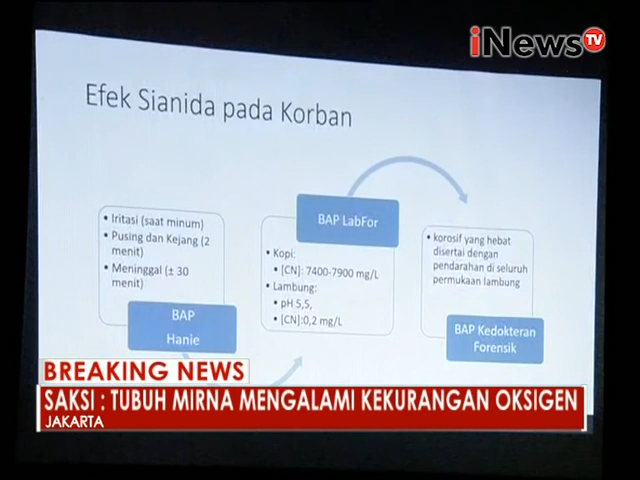 iNews TV
Efek Sianida pada Korban
• Iritasi (saat minum)
• Pusing dan Kejang (2
menit)
• Meninggal (± 30
menit)
BAP
Hanie
BAP LabFor
• Kopi:
• [CN]: 7400-7900 mg/L
• Lambung:
• pH 5,5,
• [CN]:0,2 mg/L
• korosif yang hebat
disertai dengan
pendarahan di seluruh
permukaan lambung
BAP Kedokteran
Forensik
BREAKING NEWS
SAKSI : TUBUH MIRNA MENGALAMI KEKURANGAN OKSIGEN
JAKARTA